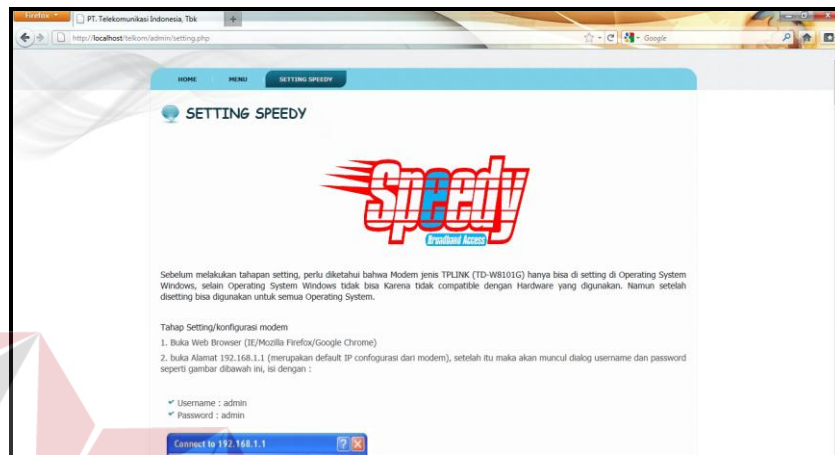 Firefox
PT. Telekomunikasi Indonesia, Tbk
http://localhost/telkom/admin/setting.php
Google
HOME
MENU
SETTING SPEEDY
SETTING SPEEDY
Speedy
Broadband Access
Sebelum melakukan tahapan setting, perlu diketahui bahwa Modem jenis TPLINK (TD-W8101G) hanya bisa di setting di Operating System
Windows, selain Operating System Windows tidak bisa Karena tidak compatible dengan Hardware yang digunakan. Namun setelah
disetting bisa digunakan untuk semua Operating System.
Tahap Setting/konfigurasi modem
1. Buka Web Browser (IE/Mozilla Firefox/Google Chrome)
2. buka Alamat 192.168.1.1 (merupakan default IP confogurasi dari modem), setelah itu maka akan muncul dialog username dan password
seperti gambar dibawah ini, isi dengan :
Username : admin
Password : admin
Connect to 192.168.1.1